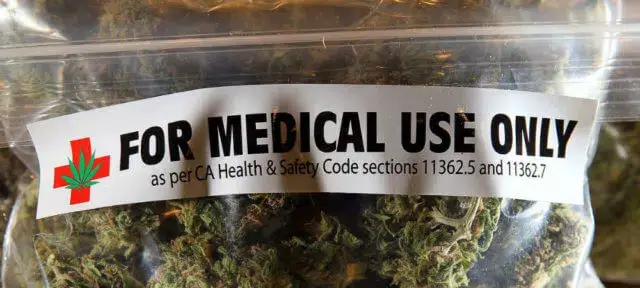 FOR MEDICAL USE ONLY
as per CA Health & Safety Code sections 11362.5 and 11362.7